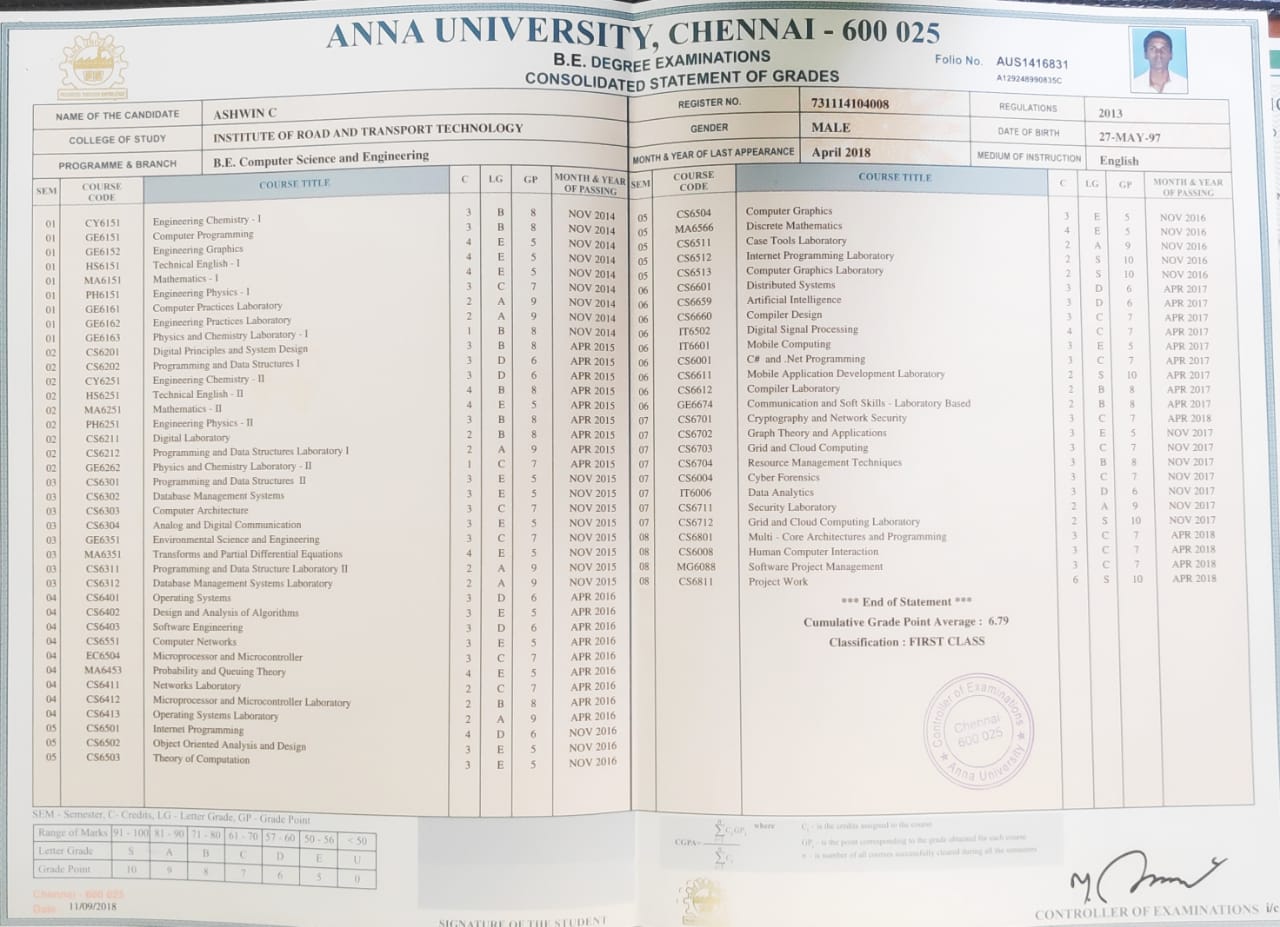 ANNA UNIVERSITY, CHENNAI - 600 025
B.E. DEGREE EXAMINATIONS
CONSOLIDATED STATEMENT OF GRADES
Folio No. AUS1416831
A129248990835C
NAME OF THE CANDIDATE ASHWIN C
COLLEGE OF STUDY INSTITUTE OF ROAD AND TRANSPORT TECHNOLOGY
PROGRAMME & BRANCH B.E. Computer Science and Engineering
REGISTER NO. 731114104008 REGULATIONS 2013
GENDER MALE DATE OF BIRTH 27-MAY-97
MONTH & YEAR OF LAST APPEARANCE April 2018 MEDIUM OF INSTRUCTION English
SEM COURSE CODE COURSE TITLE C LG GP MONTH & YEAR OF PASSING
01 CY6151 Engineering Chemistry - I 3 B 8 NOV 2014
01 GE6151 Computer Programming 3 B 8 NOV 2014
01 GE6152 Engineering Graphics 4 E 5 NOV 2014
01 HS6151 Technical English - I 4 E 5 NOV 2014
01 MA6151 Mathematics - I 4 E 5 NOV 2014
01 PH6151 Engineering Physics - I 3 C 7 NOV 2014
01 GE6161 Computer Practices Laboratory 2 A 9 NOV 2014
01 GE6162 Engineering Practices Laboratory 2 A 9 NOV 2014
01 GE6163 Physics and Chemistry Laboratory - I 1 B 8 NOV 2014
02 CS6201 Digital Principles and System Design 3 B 8 APR 2015
02 CS6202 Programming and Data Structures I 3 D 6 APR 2015
02 CY6251 Engineering Chemistry - II 3 D 6 APR 2015
02 HS6251 Technical English - II 4 B 8 APR 2015
02 MA6251 Mathematics - II 4 E 5 APR 2015
02 PH6251 Engineering Physics - II 3 B 8 APR 2015
02 CS6211 Digital Laboratory 2 B 8 APR 2015
02 CS6212 Programming and Data Structures Laboratory I 2 A 9 APR 2015
02 GE6262 Physics and Chemistry Laboratory - II 1 C 7 APR 2015
03 CS6301 Programming and Data Structures II 3 E 5 NOV 2015
03 CS6302 Database Management Systems 3 E 5 NOV 2015
03 CS6303 Computer Architecture 3 C 7 NOV 2015
03 CS6304 Analog and Digital Communication 3 E 5 NOV 2015
03 GE6351 Environmental Science and Engineering 3 C 7 NOV 2015
03 MA6351 Transforms and Partial Differential Equations 4 E 5 NOV 2015
03 CS6311 Programming and Data Structure Laboratory II 2 A 9 NOV 2015
03 CS6312 Database Management Systems Laboratory 2 A 9 NOV 2015
04 CS6401 Operating Systems 3 D 6 APR 2016
04 CS6402 Design and Analysis of Algorithms 3 E 5 APR 2016
04 CS6403 Software Engineering 3 D 6 APR 2016
04 CS6551 Computer Networks 3 E 5 APR 2016
04 EC6504 Microprocessor and Microcontroller 3 C 7 APR 2016
04 MA6453 Probability and Queuing Theory 4 E 5 APR 2016
04 CS6411 Networks Laboratory 2 C 7 APR 2016
04 CS6412 Microprocessor and Microcontroller Laboratory 2 B 8 APR 2016
04 CS6413 Operating Systems Laboratory 2 A 9 APR 2016
05 CS6501 Internet Programming 4 D 6 NOV 2016
05 CS6502 Object Oriented Analysis and Design 3 E 5 NOV 2016
05 CS6503 Theory of Computation 3 E 5 NOV 2016
SEM COURSE CODE COURSE TITLE C LG GP MONTH & YEAR OF PASSING
05 CS6504 Computer Graphics 3 E 5 NOV 2016
05 MA6566 Discrete Mathematics 4 E 5 NOV 2016
05 CS6511 Case Tools Laboratory 2 A 9 NOV 2016
05 CS6512 Internet Programming Laboratory 2 S 10 NOV 2016
05 CS6513 Computer Graphics Laboratory 2 S 10 NOV 2016
06 CS6601 Distributed Systems 3 D 6 APR 2017
06 CS6659 Artificial Intelligence 3 D 6 APR 2017
06 CS6660 Compiler Design 3 C 7 APR 2017
06 IT6502 Digital Signal Processing 4 C 7 APR 2017
06 IT6601 Mobile Computing 3 E 5 APR 2017
06 CS6001 C# and .Net Programming 3 C 7 APR 2017
06 CS6611 Mobile Application Development Laboratory 2 S 10 APR 2017
06 CS6612 Compiler Laboratory 2 B 8 APR 2017
06 GE6674 Communication and Soft Skills - Laboratory Based 2 B 8 APR 2017
07 CS6701 Cryptography and Network Security 3 C 7 APR 2018
07 CS6702 Graph Theory and Applications 3 E 5 NOV 2017
07 CS6703 Grid and Cloud Computing 3 C 7 NOV 2017
07 CS6704 Resource Management Techniques 3 B 8 NOV 2017
07 CS6004 Cyber Forensics 3 C 7 NOV 2017
07 IT6006 Data Analytics 3 D 6 NOV 2017
07 CS6711 Security Laboratory 2 A 9 NOV 2017
07 CS6712 Grid and Cloud Computing Laboratory 2 S 10 NOV 2017
08 CS6801 Multi - Core Architectures and Programming 3 C 7 APR 2018
08 CS6008 Human Computer Interaction 3 C 7 APR 2018
08 MG6088 Software Project Management 3 C 7 APR 2018
08 CS6811 Project Work 6 S 10 APR 2018
*** End of Statement ***
Cumulative Grade Point Average : 6.79
Classification : FIRST CLASS
Controller of Examinations
Chennai
600 025
Anna University
SEM - Semester, C- Credits, LG - Letter Grade, GP - Grade Point
Range of Marks 91 - 100 81 - 90 71 - 80 61 - 70 57 - 60 50 - 56 < 50
Letter Grade S A B C D E U
Grade Point 10 9 8 7 6 5 0
Chennai - 600 025
Date 11/09/2018
SIGNATURE OF THE STUDENT
CGPA= where
C - is the credits assigned to the course
GP - is the point corresponding to the grade obtained for each course
n - is number of all courses successfully cleared during all the semesters
CONTROLLER OF EXAMINATIONS i/c